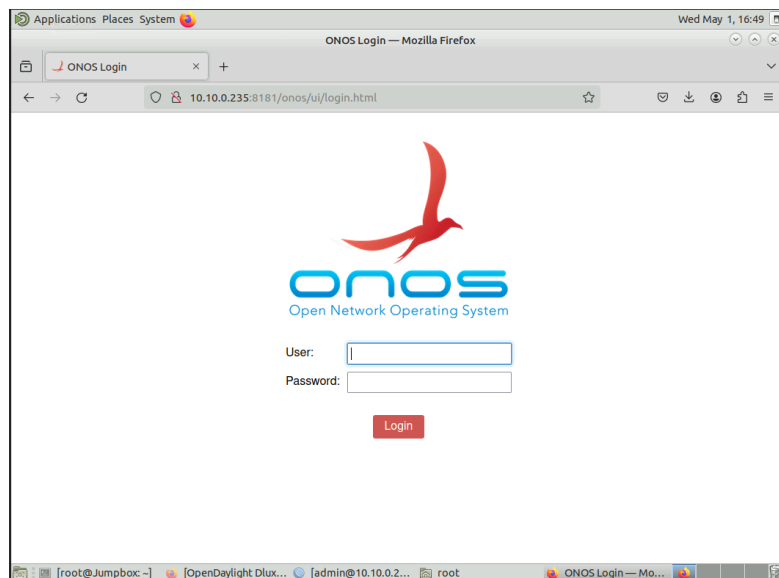 Applications Places System Wed May 1, 16:49
ONOS Login — Mozilla Firefox
ONOS Login
10.10.0.235:8181/onos/ui/login.html
onos
Open Network Operating System
User:
Password:
Login
[root@Jumpbox: ~] [OpenDaylight Dlux... [admin@10.10.0.2... root ONOS Login — Mo...